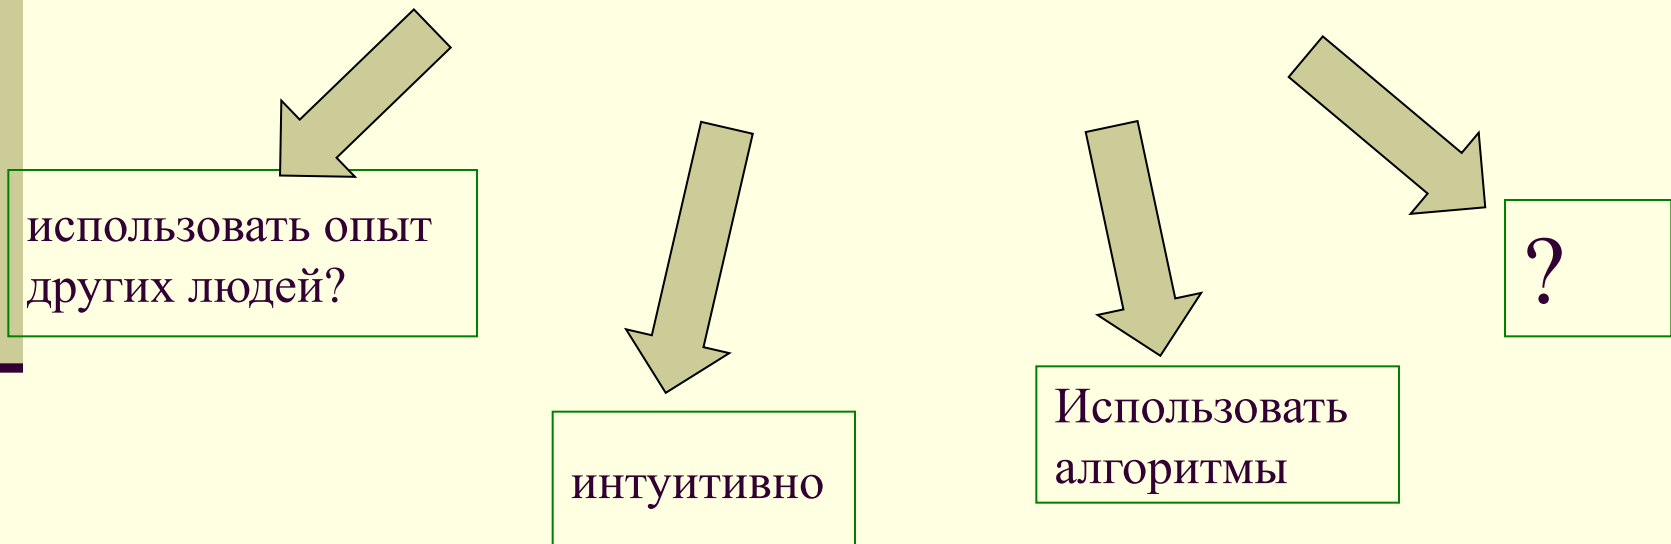 использовать опыт
других людей?
интуитивно
Использовать
алгоритмы
?